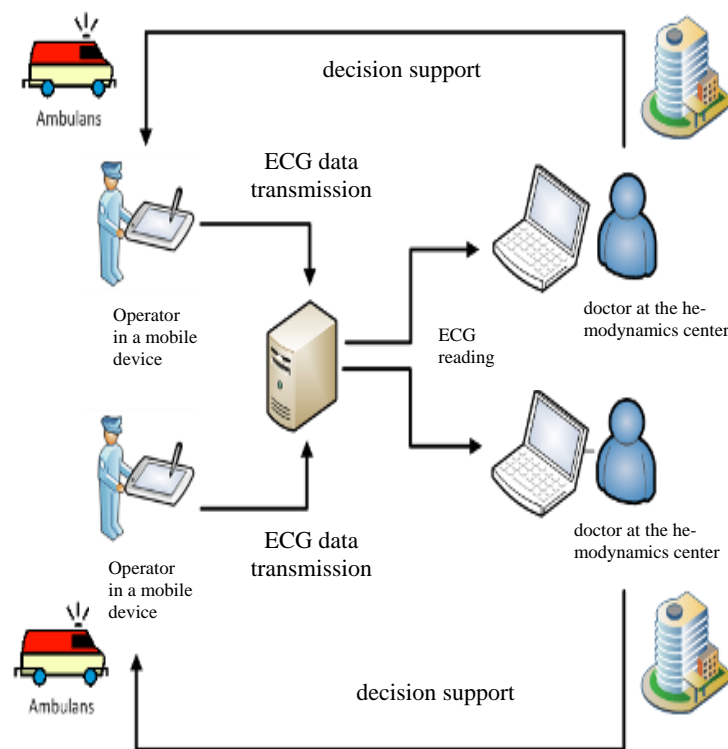 decision support
Ambulans
ECG data
transmission
Operator
in a mobile
device
ECG
reading
doctor at the he-
modynamics center
ECG data
transmission
Operator
in a mobile
device
doctor at the he-
modynamics center
Ambulans
decision support